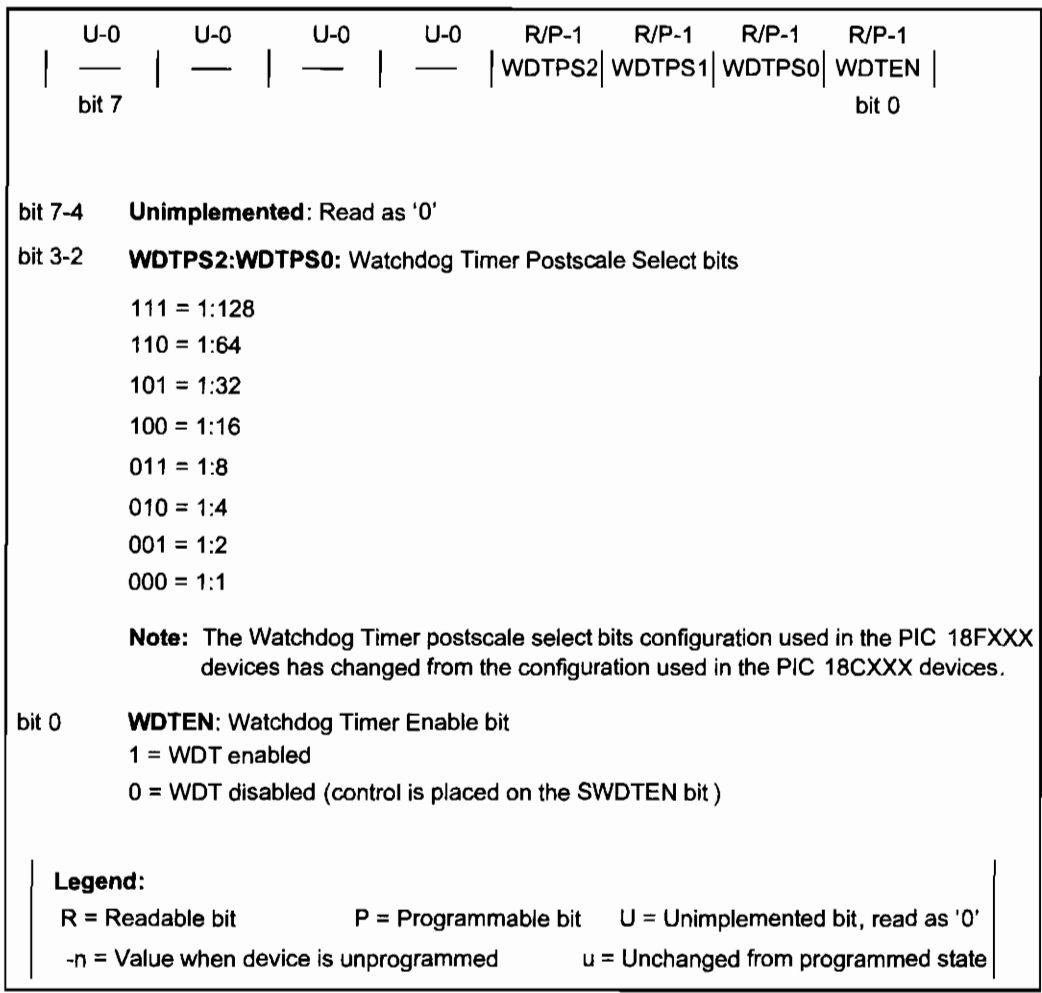 U-0 U-0 U-0 U-0 R/P-1 R/P-1 R/P-1 R/P-1
| — | — | — | — | WDTPS2| WDTPS1| WDTPS0| WDTEN |
bit 7 bit 0
bit 7-4 Unimplemented: Read as '0'
bit 3-2 WDTPS2:WDTPS0: Watchdog Timer Postscale Select bits
111 = 1:128
110 = 1:64
101 = 1:32
100 = 1:16
011 = 1:8
010 = 1:4
001 = 1:2
000 = 1:1
Note: The Watchdog Timer postscale select bits configuration used in the PIC 18FXXX
devices has changed from the configuration used in the PIC 18CXXX devices.
bit 0 WDTEN: Watchdog Timer Enable bit
1 = WDT enabled
0 = WDT disabled (control is placed on the SWDTEN bit )
Legend:
R = Readable bit P = Programmable bit U = Unimplemented bit, read as '0'
-n = Value when device is unprogrammed u = Unchanged from programmed state